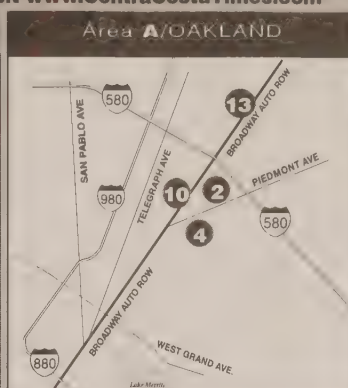 www.ContraCostaTimes.com
Area A/OAKLAND
580
13
BROADWAY AUTO ROW
SAN PABLO AVE
TELEGRAPH AVE
980
10
2
PIEDMONT AVE
4
580
BROADWAY AUTO ROW
WEST GRAND AVE.
880
Lake Merritt